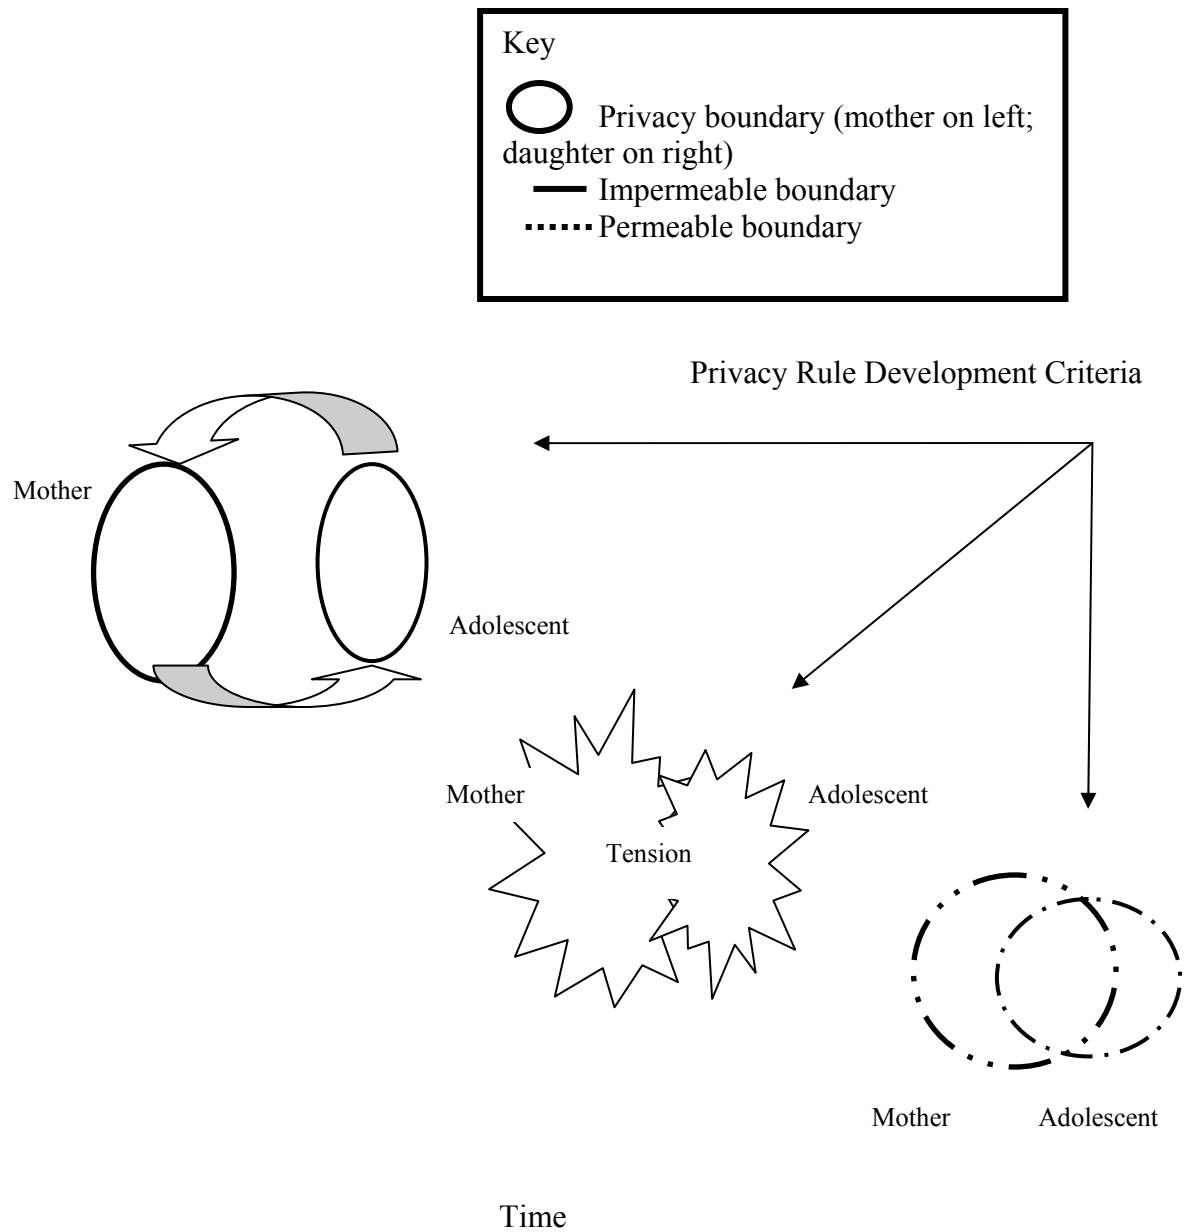 Key
Privacy boundary (mother on left;
daughter on right)
Impermeable boundary
Permeable boundary
Privacy Rule Development Criteria
Mother
Adolescent
Mother
Adolescent
Tension
Mother
Adolescent
Time